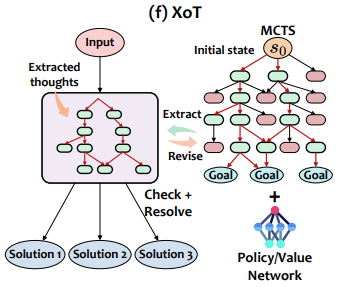 (f) XoT
Input
Extracted
thoughts
Check +
Resolve
Solution 1
Solution 2
Solution 3
Extract
Revise
MCTS
Initial state
s0
Goal
Goal
Goal
+
Policy/Value
Network